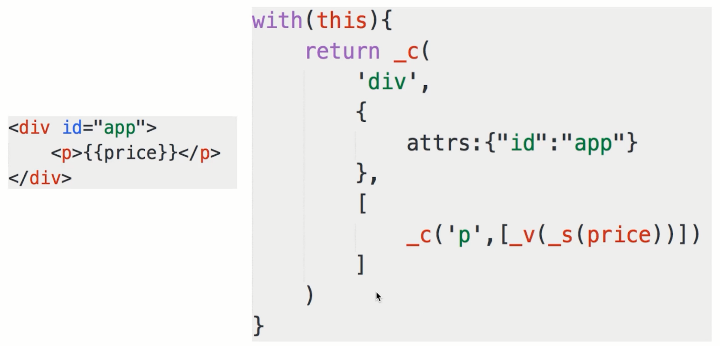 <div id="app">
    <p>{{price}}</p>
</div>
with(this){
    return _c(
        'div',
        {
            attrs:{"id":"app"}
        },
        [
            _c('p',[_v(_s(price))])
        ]
    )
}